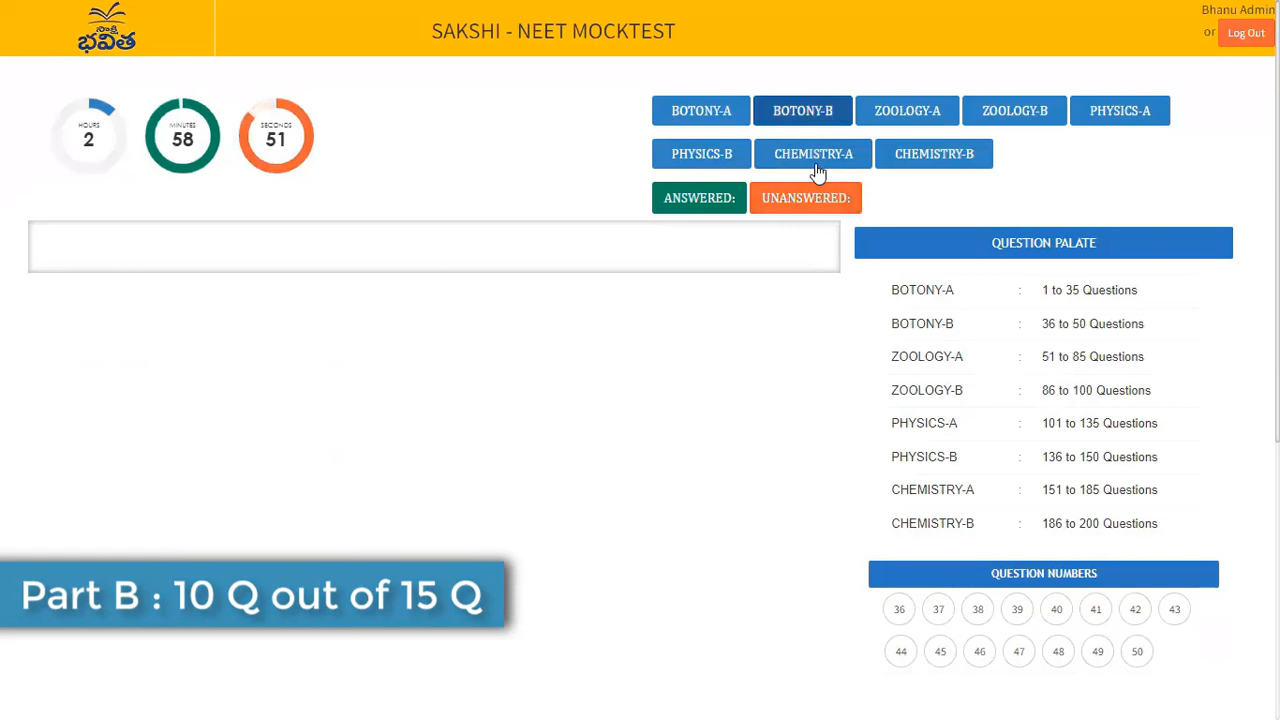 సాక్షి
భవిత
SAKSHI - NEET MOCKTEST
Bhanu Admin
or Log Out
HOURS
2
MINUTES
58
SECONDS
51
BOTONY-A BOTONY-B ZOOLOGY-A ZOOLOGY-B PHYSICS-A
PHYSICS-B CHEMISTRY-A CHEMISTRY-B
ANSWERED: UNANSWERED:
QUESTION PALATE
BOTONY-A : 1 to 35 Questions
BOTONY-B : 36 to 50 Questions
ZOOLOGY-A : 51 to 85 Questions
ZOOLOGY-B : 86 to 100 Questions
PHYSICS-A : 101 to 135 Questions
PHYSICS-B : 136 to 150 Questions
CHEMISTRY-A : 151 to 185 Questions
CHEMISTRY-B : 186 to 200 Questions
QUESTION NUMBERS
36 37 38 39 40 41 42 43
44 45 46 47 48 49 50
Part B : 10 Q out of 15 Q